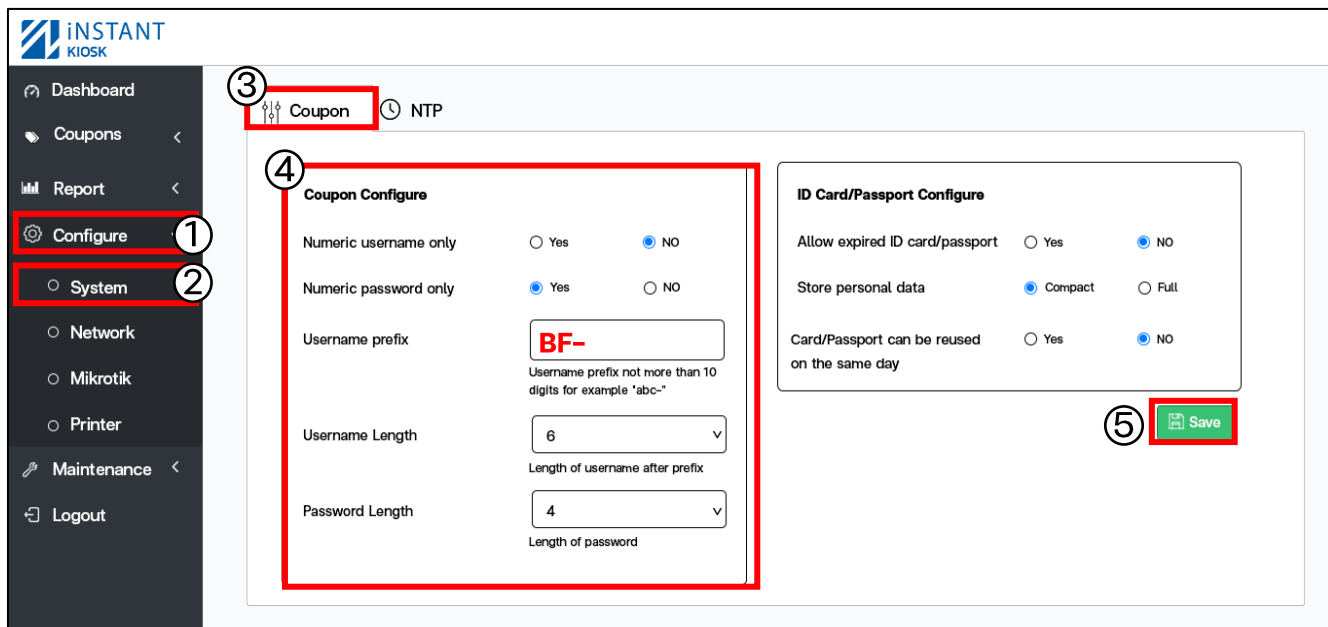 iNSTANT
KIOSK
Dashboard
Coupons
Report
① Configure
② System
Network
Mikrotik
Printer
Maintenance
Logout
③ Coupon
NTP
④
Coupon Configure
Numeric username only Yes NO
Numeric password only Yes NO
Username prefix BF-
Username prefix not more than 10
digits for example "abc-"
Username Length 6
Length of username after prefix
Password Length 4
Length of password
ID Card/Passport Configure
Allow expired ID card/passport Yes NO
Store personal data Compact Full
Card/Passport can be reused Yes NO
on the same day
⑤ Save